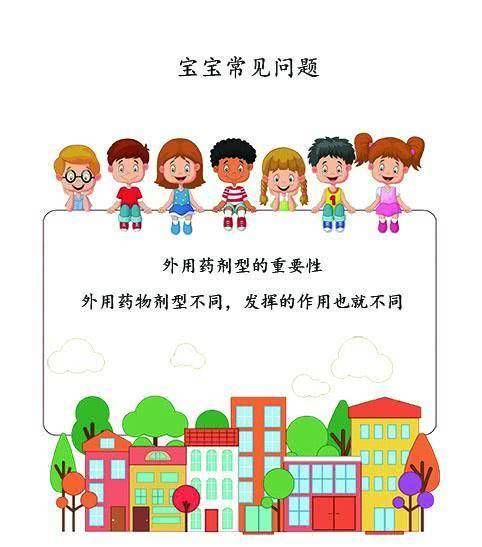 宝宝常见问题
外用药剂型的重要性
外用药物剂型不同，发挥的作用也就不同
1